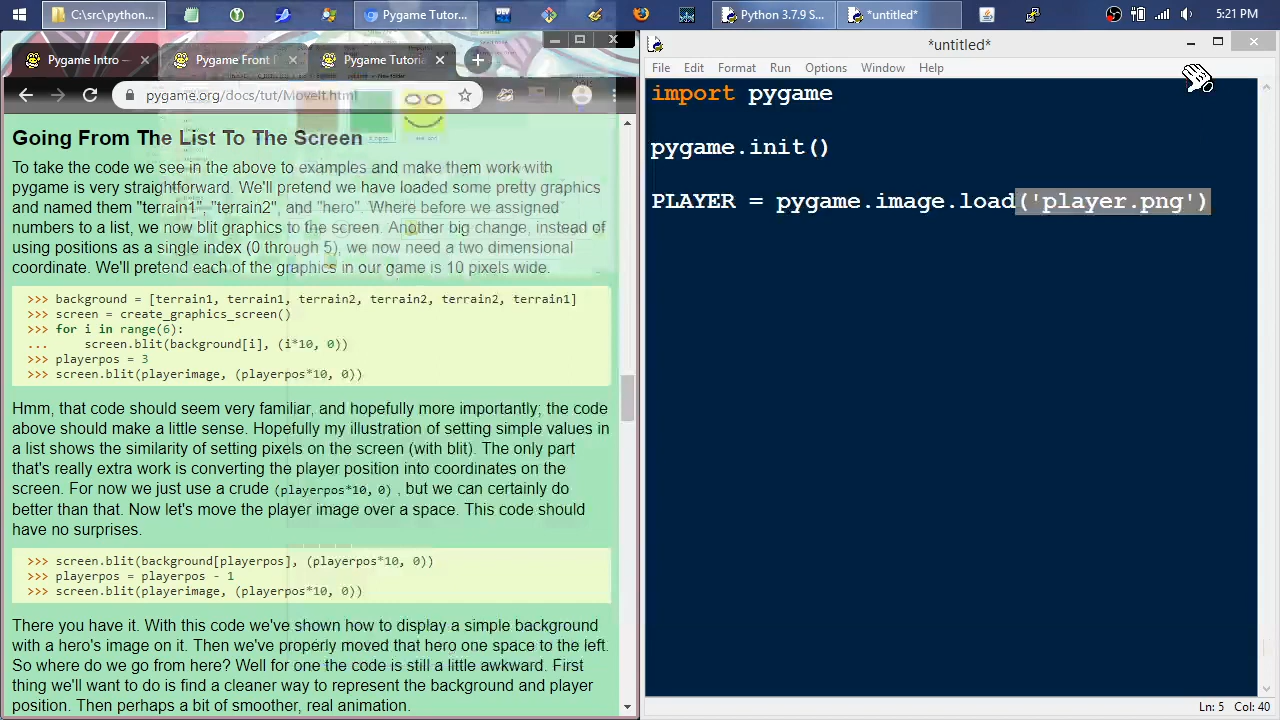 C:\src\python...
Pygame Tutor...
Python 3.7.9 S...
*untitled*
5:21 PM
Pygame Intro —
Pygame Front
Pygame Tutoria
pygame.org/docs/tut/MoveIt.html
Going From The List To The Screen
To take the code we see in the above to examples and make them work with
pygame is very straightforward. We'll pretend we have loaded some pretty graphics
and named them "terrain1", "terrain2", and "hero". Where before we assigned
numbers to a list, we now blit graphics to the screen. Another big change, instead of
using positions as a single index (0 through 5), we now need a two dimensional
coordinate. We'll pretend each of the graphics in our game is 10 pixels wide.
>>> background = [terrain1, terrain1, terrain2, terrain2, terrain2, terrain1]
>>> screen = create_graphics_screen()
>>> for i in range(6):
...     screen.blit(background[i], (i*10, 0))
>>> playerpos = 3
>>> screen.blit(playerimage, (playerpos*10, 0))
Hmm, that code should seem very familiar, and hopefully more importantly; the code
above should make a little sense. Hopefully my illustration of setting simple values in
a list shows the similarity of setting pixels on the screen (with blit). The only part
that's really extra work is converting the player position into coordinates on the
screen. For now we just use a crude (playerpos*10, 0) , but we can certainly do
better than that. Now let's move the player image over a space. This code should
have no surprises.
>>> screen.blit(background[playerpos], (playerpos*10, 0))
>>> playerpos = playerpos - 1
>>> screen.blit(playerimage, (playerpos*10, 0))
There you have it. With this code we've shown how to display a simple background
with a hero's image on it. Then we've properly moved that hero one space to the left.
So where do we go from here? Well for one the code is still a little awkward. First
thing we'll want to do is find a cleaner way to represent the background and player
position. Then perhaps a bit of smoother, real animation.
*untitled*
File Edit Format Run Options Window Help
import pygame
pygame.init()
PLAYER = pygame.image.load('player.png')
Ln: 5 Col: 40